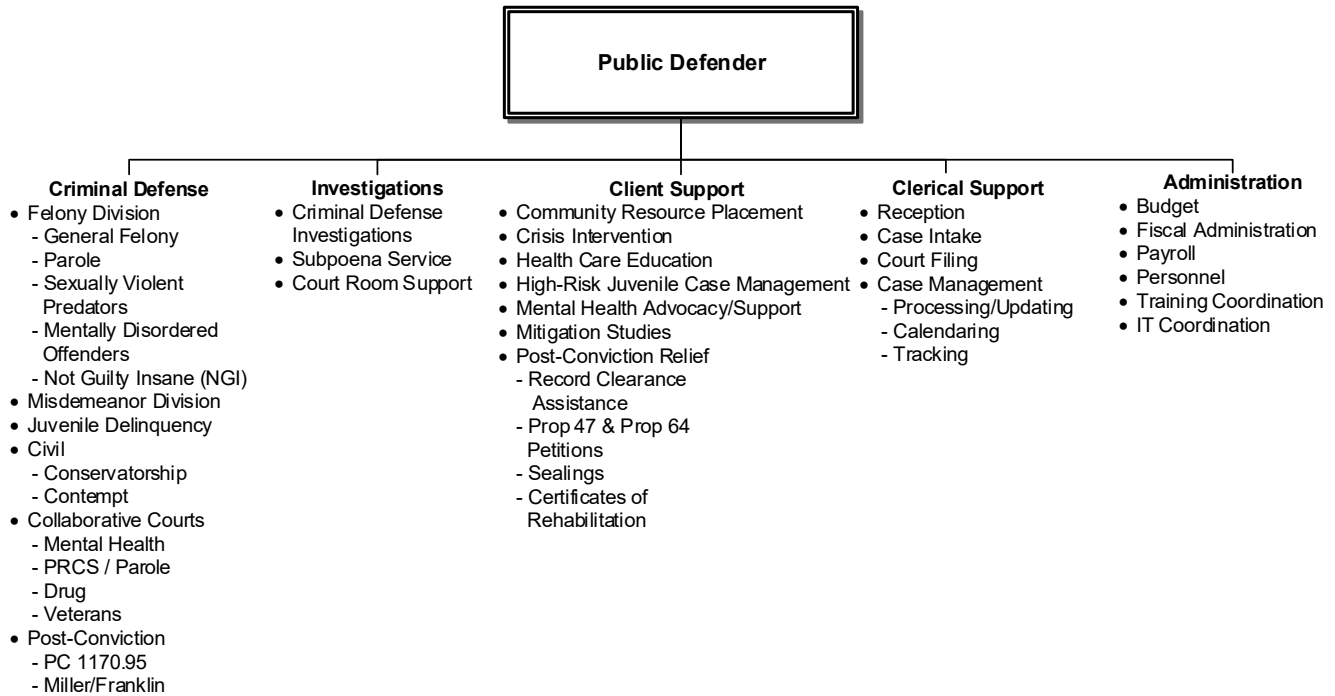 Public Defender
Criminal Defense
• Felony Division
- General Felony
- Parole
- Sexually Violent
Predators
- Mentally Disordered
Offenders
- Not Guilty Insane (NGI)
• Misdemeanor Division
• Juvenile Delinquency
• Civil
- Conservatorship
- Contempt
• Collaborative Courts
- Mental Health
- PRCS / Parole
- Drug
- Veterans
• Post-Conviction
- PC 1170.95
- Miller/Franklin
Investigations
• Criminal Defense
Investigations
• Subpoena Service
• Court Room Support
Client Support
• Community Resource Placement
• Crisis Intervention
• Health Care Education
• High-Risk Juvenile Case Management
• Mental Health Advocacy/Support
• Mitigation Studies
• Post-Conviction Relief
- Record Clearance
Assistance
- Prop 47 & Prop 64
Petitions
- Sealings
- Certificates of
Rehabilitation
Clerical Support
• Reception
• Case Intake
• Court Filing
• Case Management
- Processing/Updating
- Calendaring
- Tracking
Administration
• Budget
• Fiscal Administration
• Payroll
• Personnel
• Training Coordination
• IT Coordination